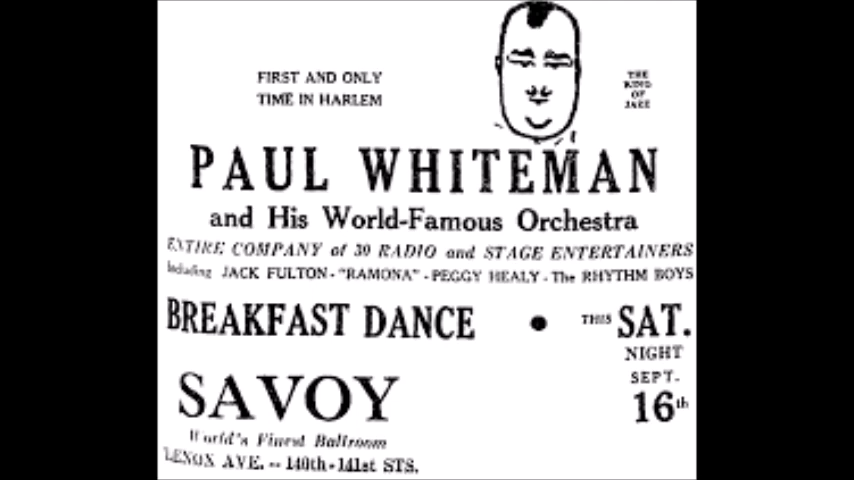 FIRST AND ONLY
TIME IN HARLEM
THE
KING
OF
JAZZ
PAUL WHITEMAN
and His World-Famous Orchestra
ENTIRE COMPANY of 30 RADIO and STAGE ENTERTAINERS
Including JACK FULTON - "RAMONA" - PEGGY HEALY - The RHYTHM BOYS
BREAKFAST DANCE • THIS SAT.
NIGHT
SEPT.
16th
SAVOY
World's Finest Ballroom
LENOX AVE. -- 140th - 141st STS.